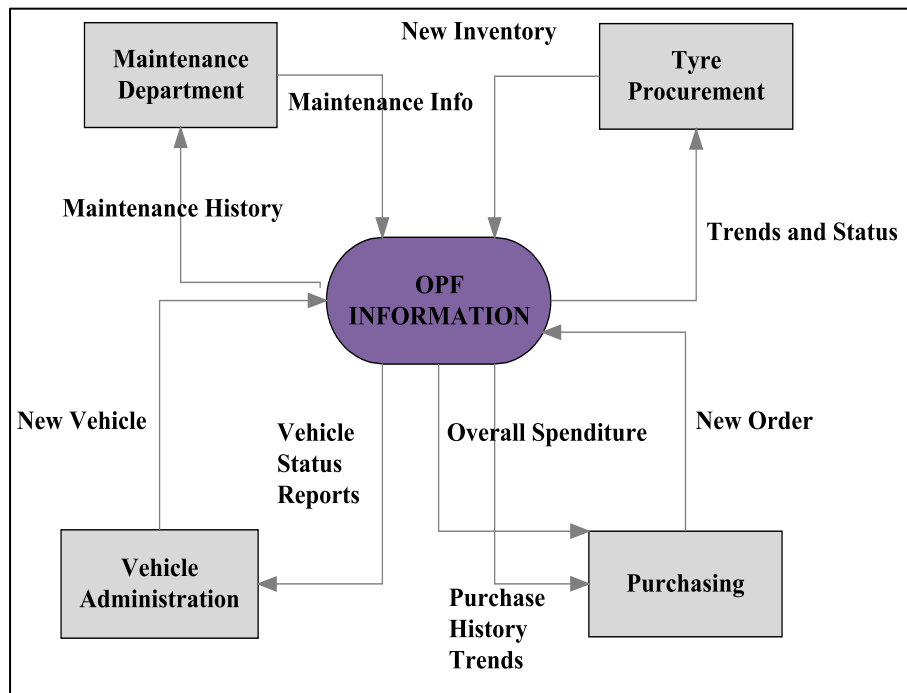 New Inventory
Maintenance
Department
Tyre
Procurement
Maintenance Info
Maintenance History
Trends and Status
OPF
INFORMATION
New Vehicle
Vehicle
Status
Reports
Overall Spenditure
New Order
Vehicle
Administration
Purchasing
Purchase
History
Trends